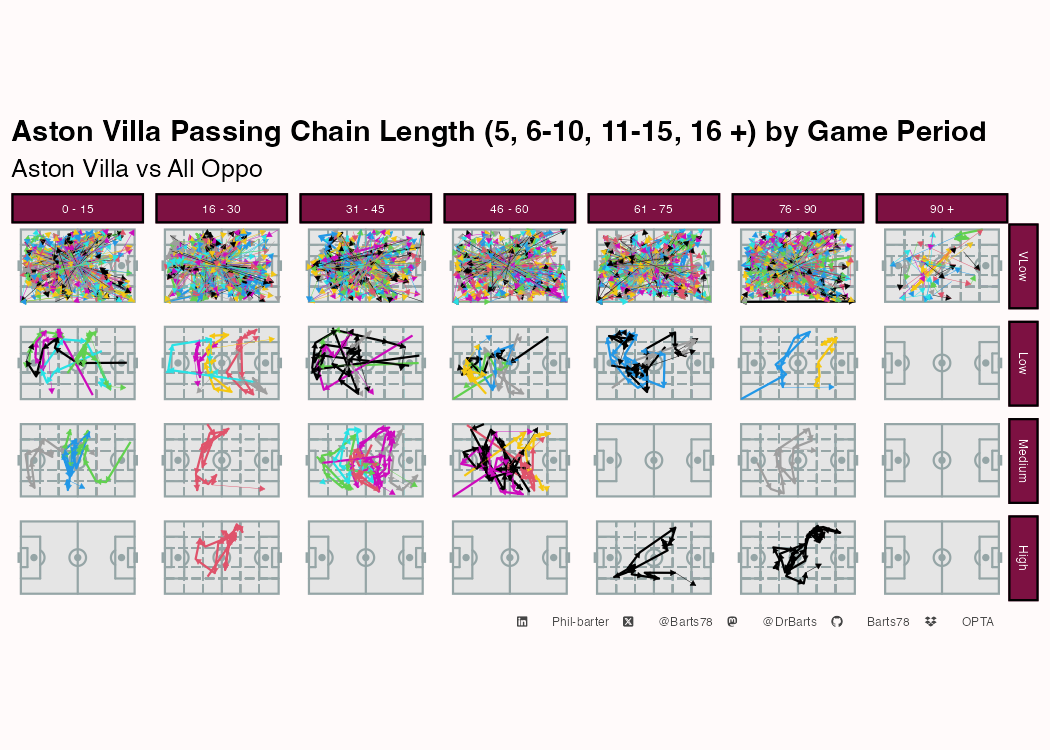 Aston Villa Passing Chain Length (5, 6-10, 11-15, 16 +) by Game Period
Aston Villa vs All Oppo
0 - 15 16 - 30 31 - 45 46 - 60 61 - 75 76 - 90 90 +
VLow
Low
Medium
High
Phil-barter @Barts78 @DrBarts Barts78 OPTA